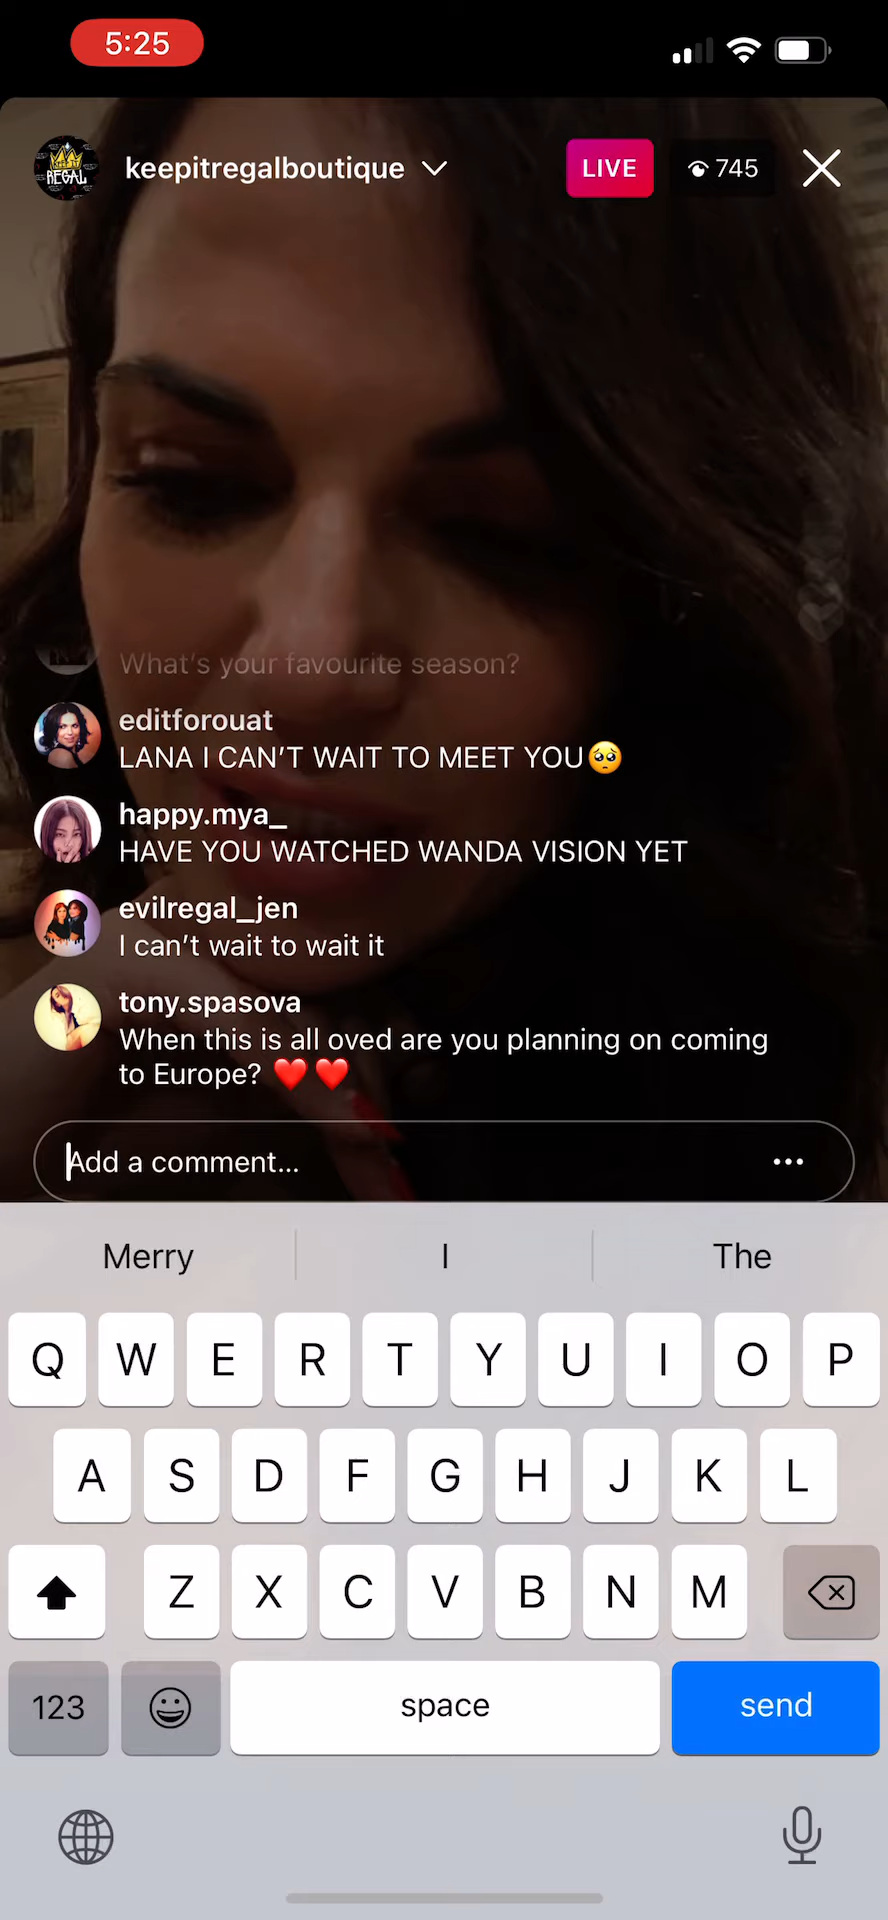 5:25
REGAL
keepitregalboutique
LIVE
745
What's your favourite season?
editforouat
LANA I CAN'T WAIT TO MEET YOU🥺
happy.mya_
HAVE YOU WATCHED WANDA VISION YET
evilregal_jen
I can't wait to wait it
tony.spasova
When this is all oved are you planning on coming
to Europe? ❤️❤️
Add a comment...
Merry I The
Q W E R T Y U I O P
A S D F G H J K L
Z X C V B N M
123 space send